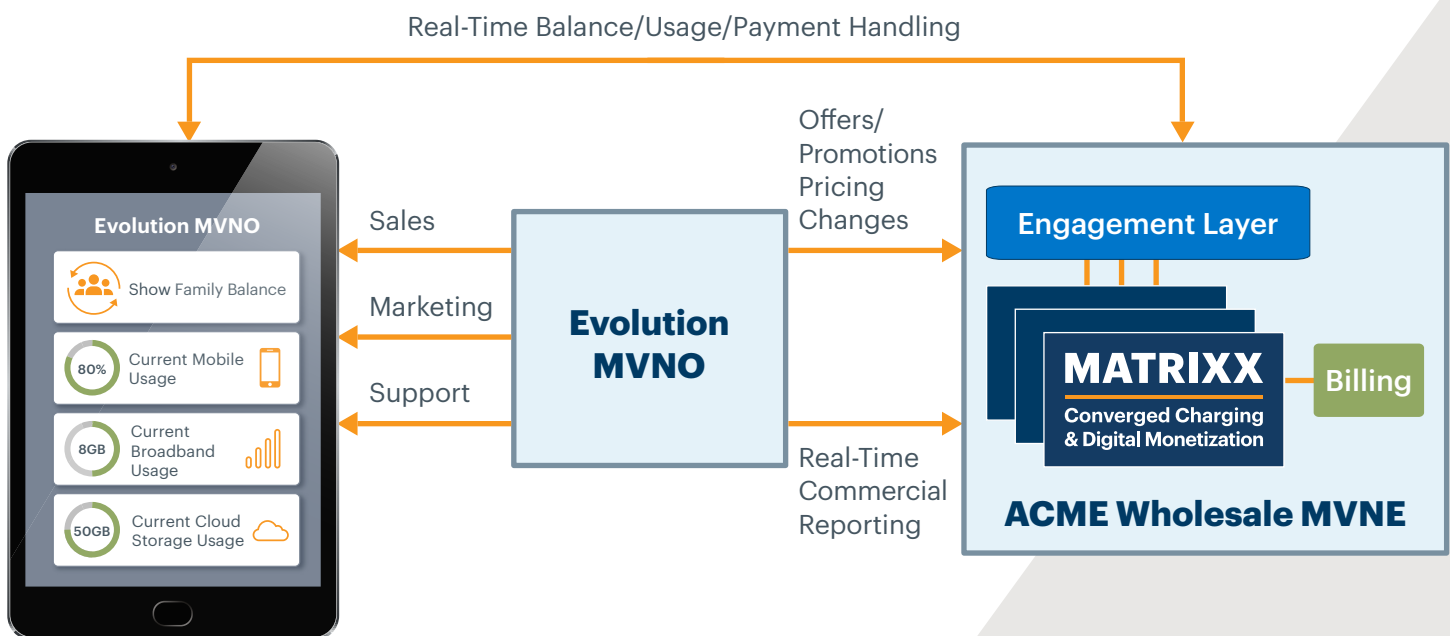 Real-Time Balance/Usage/Payment Handling
Evolution MVNO
Show Family Balance
80%
Current Mobile
Usage
8GB
Current
Broadband
Usage
50GB
Current Cloud
Storage Usage
Sales
Marketing
Support
Evolution
MVNO
Offers/
Promotions
Pricing
Changes
Real-Time
Commercial
Reporting
Engagement Layer
MATRIXX
Converged Charging
& Digital Monetization
Billing
ACME Wholesale MVNE